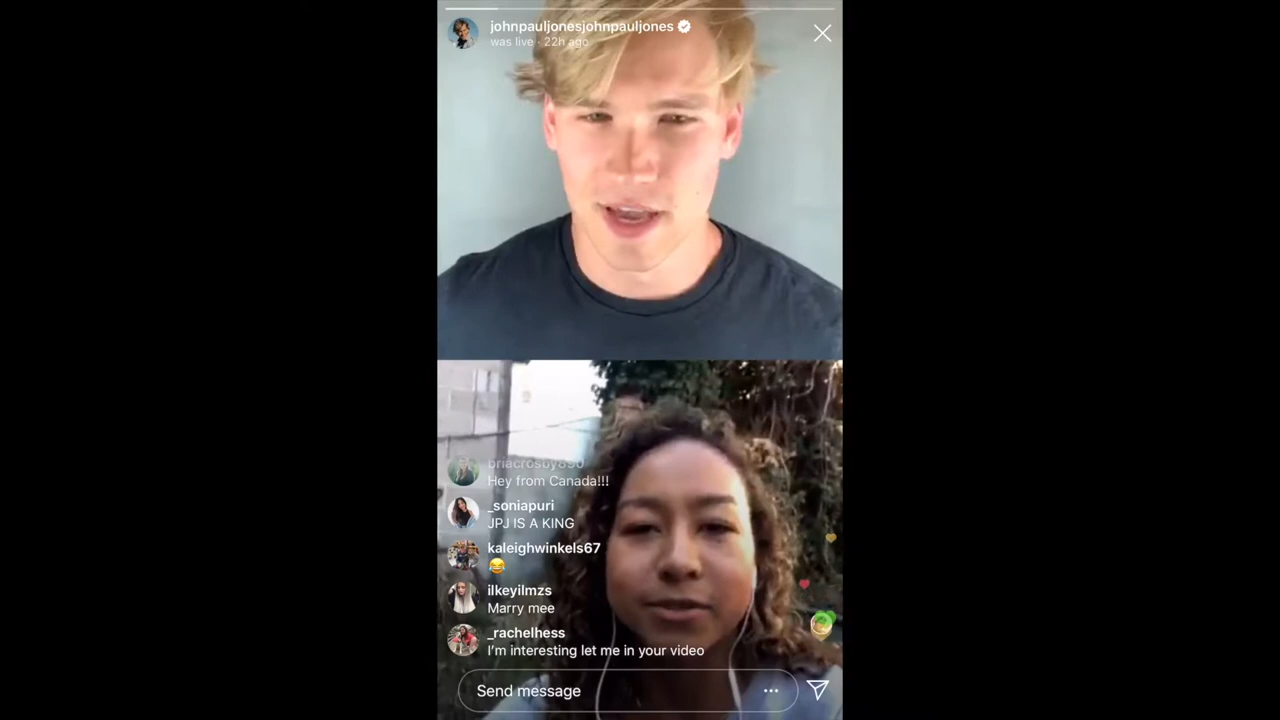 johnpauljonesjohnpauljones
was live · 22h ago
briacrosby890
Hey from Canada!!!
_soniapuri
JPJ IS A KING
kaleighwinkels67
😂
ilkeyilmzs
Marry mee
_rachelhess
I'm interesting let me in your video
Send message